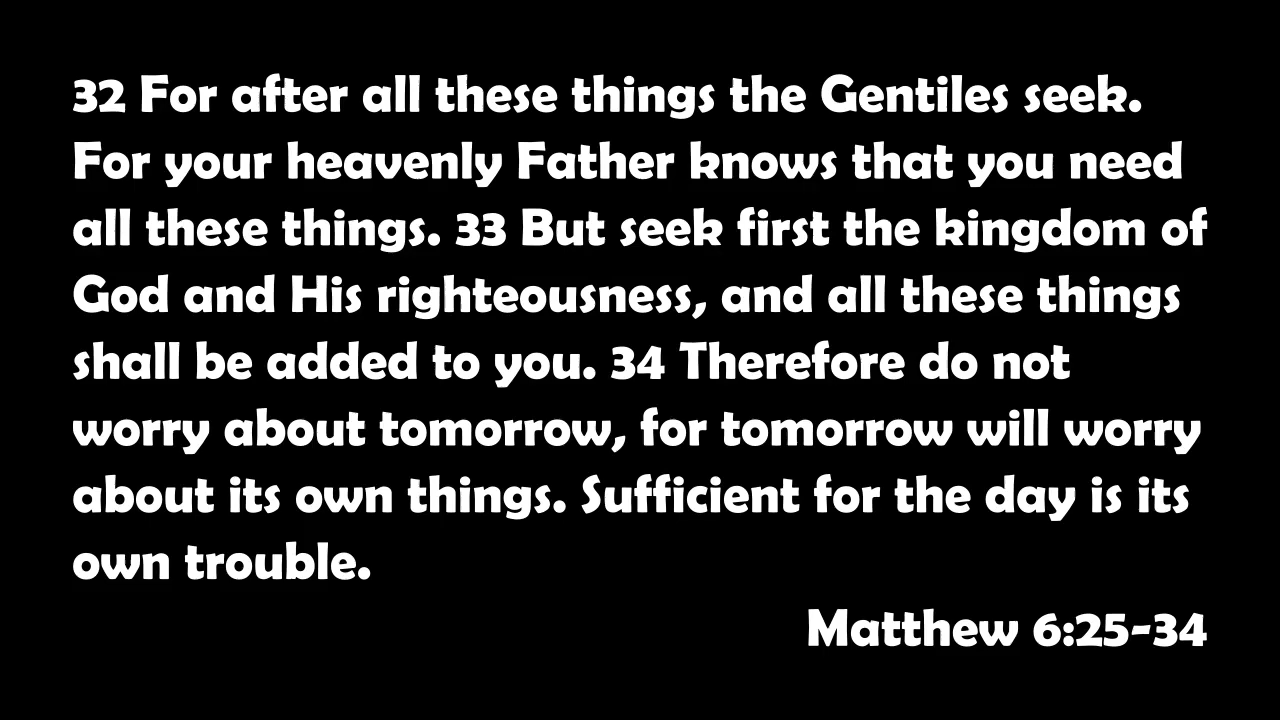 32 For after all these things the Gentiles seek.
For your heavenly Father knows that you need
all these things. 33 But seek first the kingdom of
God and His righteousness, and all these things
shall be added to you. 34 Therefore do not
worry about tomorrow, for tomorrow will worry
about its own things. Sufficient for the day is its
own trouble.
Matthew 6:25-34